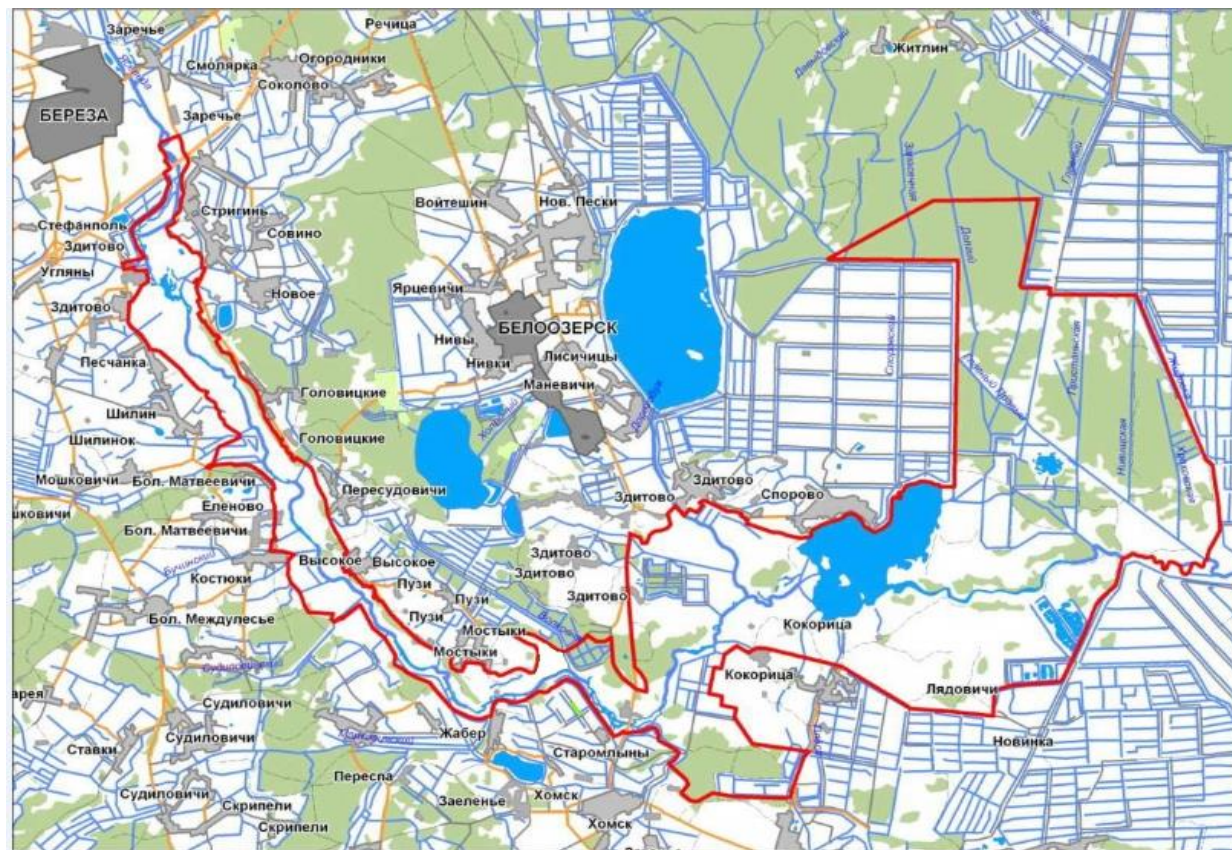 Заречье
Речица
Житлин
Смолярка
Огородники
Соколово
БЕРЕЗА
Заречье
Войтешин
Нов. Пески
Стригинь
Стефанполь
Совино
Здитово
Угляны
Ярцевичи
Новое
Здитово
БЕЛООЗЕРСК
Нивы
Лисичицы
Песчанка
Нивки
Маневичи
Головицкие
Шилин
Головицкие
Шилинок
Мошковичи
Бол. Матвеевичи
Пересудовичи
Здитово
Здитово
Спорово
шковичи
Еленово
Бол. Матвеевичи
Высокое
Высокое
Здитово
Костюки
Пузи
Здитово
Пузи
Здитово
Бол. Междулесье
Пузи
Мостыки
Кокорица
Мостыки
Кокорица
Лядовичи
арея
Судиловичи
Ставки
Судиловичи
Жабер
Старомлыны
Новинка
Переспа
Судиловичи
Скрипели
Заеленье
Хомск
Скрипели
Хомск